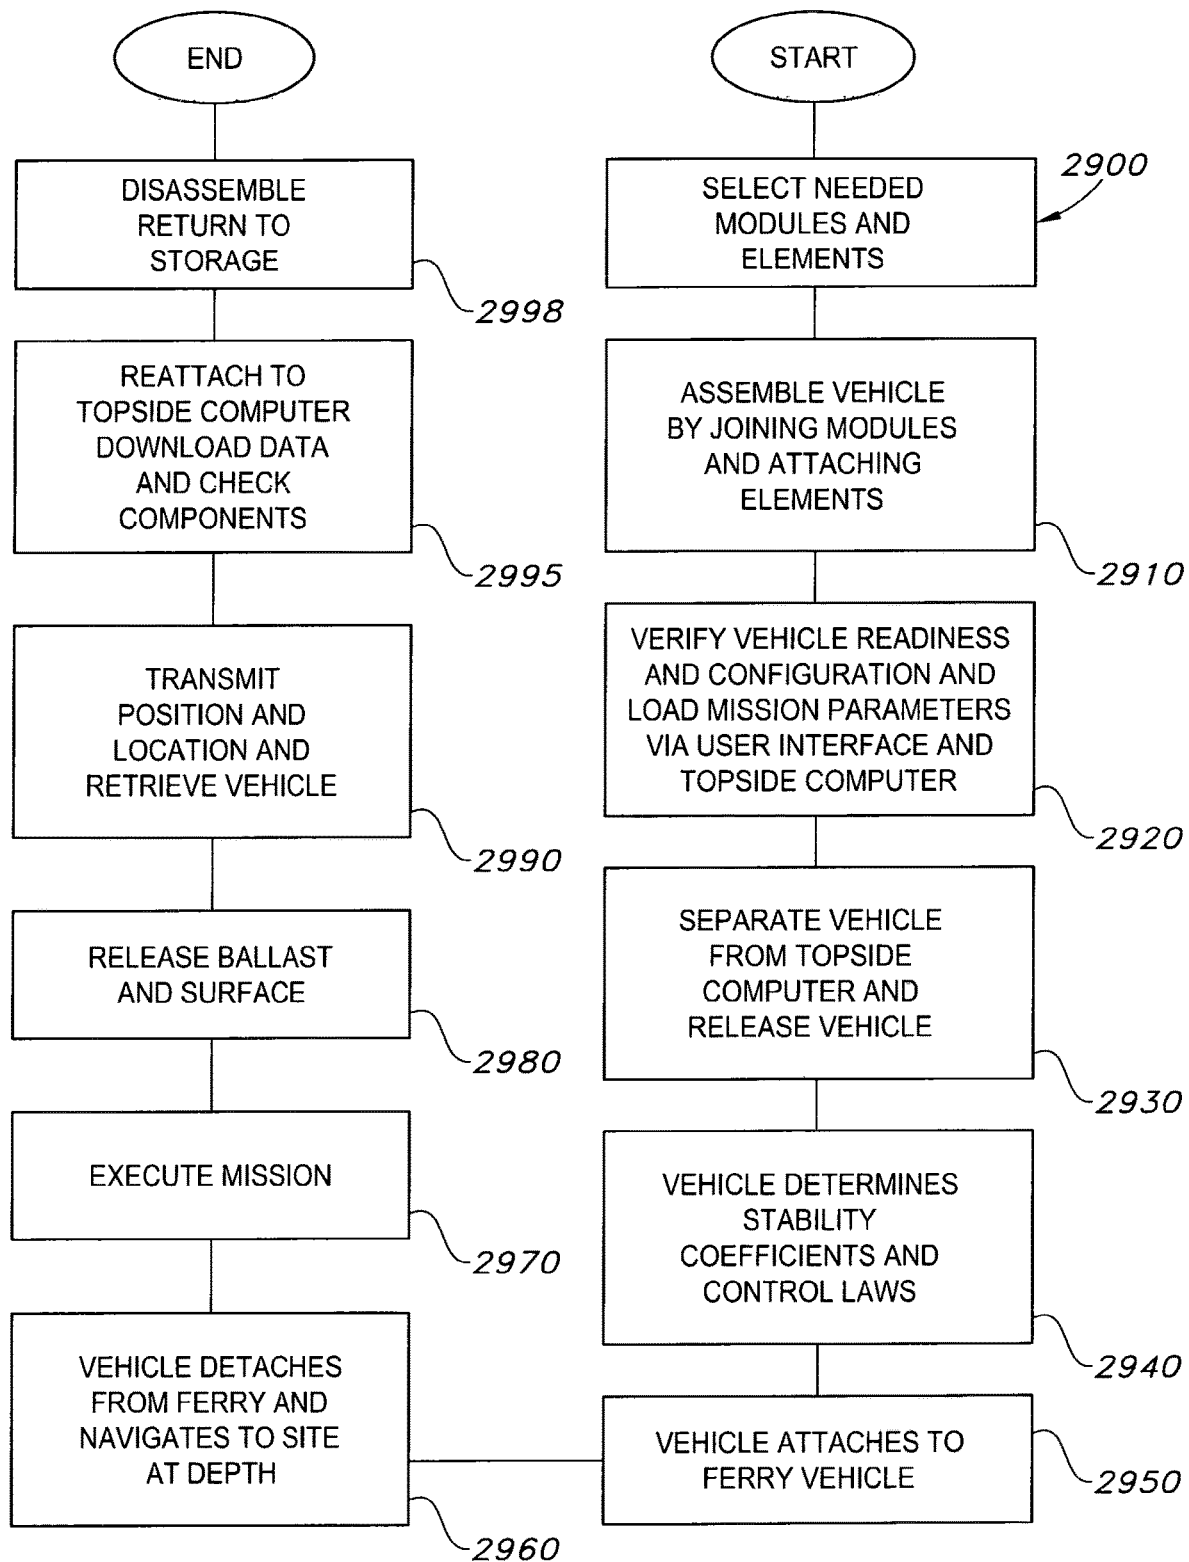 START
SELECT NEEDED
MODULES AND
ELEMENTS
2900
ASSEMBLE VEHICLE
BY JOINING MODULES
AND ATTACHING
ELEMENTS
2910
VERIFY VEHICLE READINESS
AND CONFIGURATION AND
LOAD MISSION PARAMETERS
VIA USER INTERFACE AND
TOPSIDE COMPUTER
2920
SEPARATE VEHICLE
FROM TOPSIDE
COMPUTER AND
RELEASE VEHICLE
2930
VEHICLE DETERMINES
STABILITY
COEFFICIENTS AND
CONTROL LAWS
2940
VEHICLE ATTACHES TO
FERRY VEHICLE
2950
VEHICLE DETACHES
FROM FERRY AND
NAVIGATES TO SITE
AT DEPTH
2960
EXECUTE MISSION
2970
RELEASE BALLAST
AND SURFACE
2980
TRANSMIT
POSITION AND
LOCATION AND
RETRIEVE VEHICLE
2990
REATTACH TO
TOPSIDE COMPUTER
DOWNLOAD DATA
AND CHECK
COMPONENTS
2995
DISASSEMBLE
RETURN TO
STORAGE
2998
END